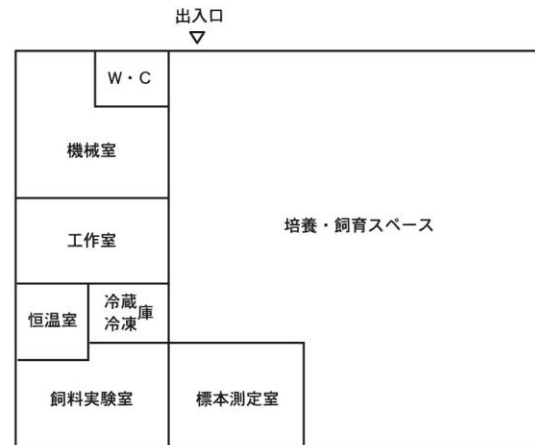 出入口
W・C
機械室
工作室
培養・飼育スペース
恒温室
冷蔵
冷凍
庫
飼料実験室
標本測定室